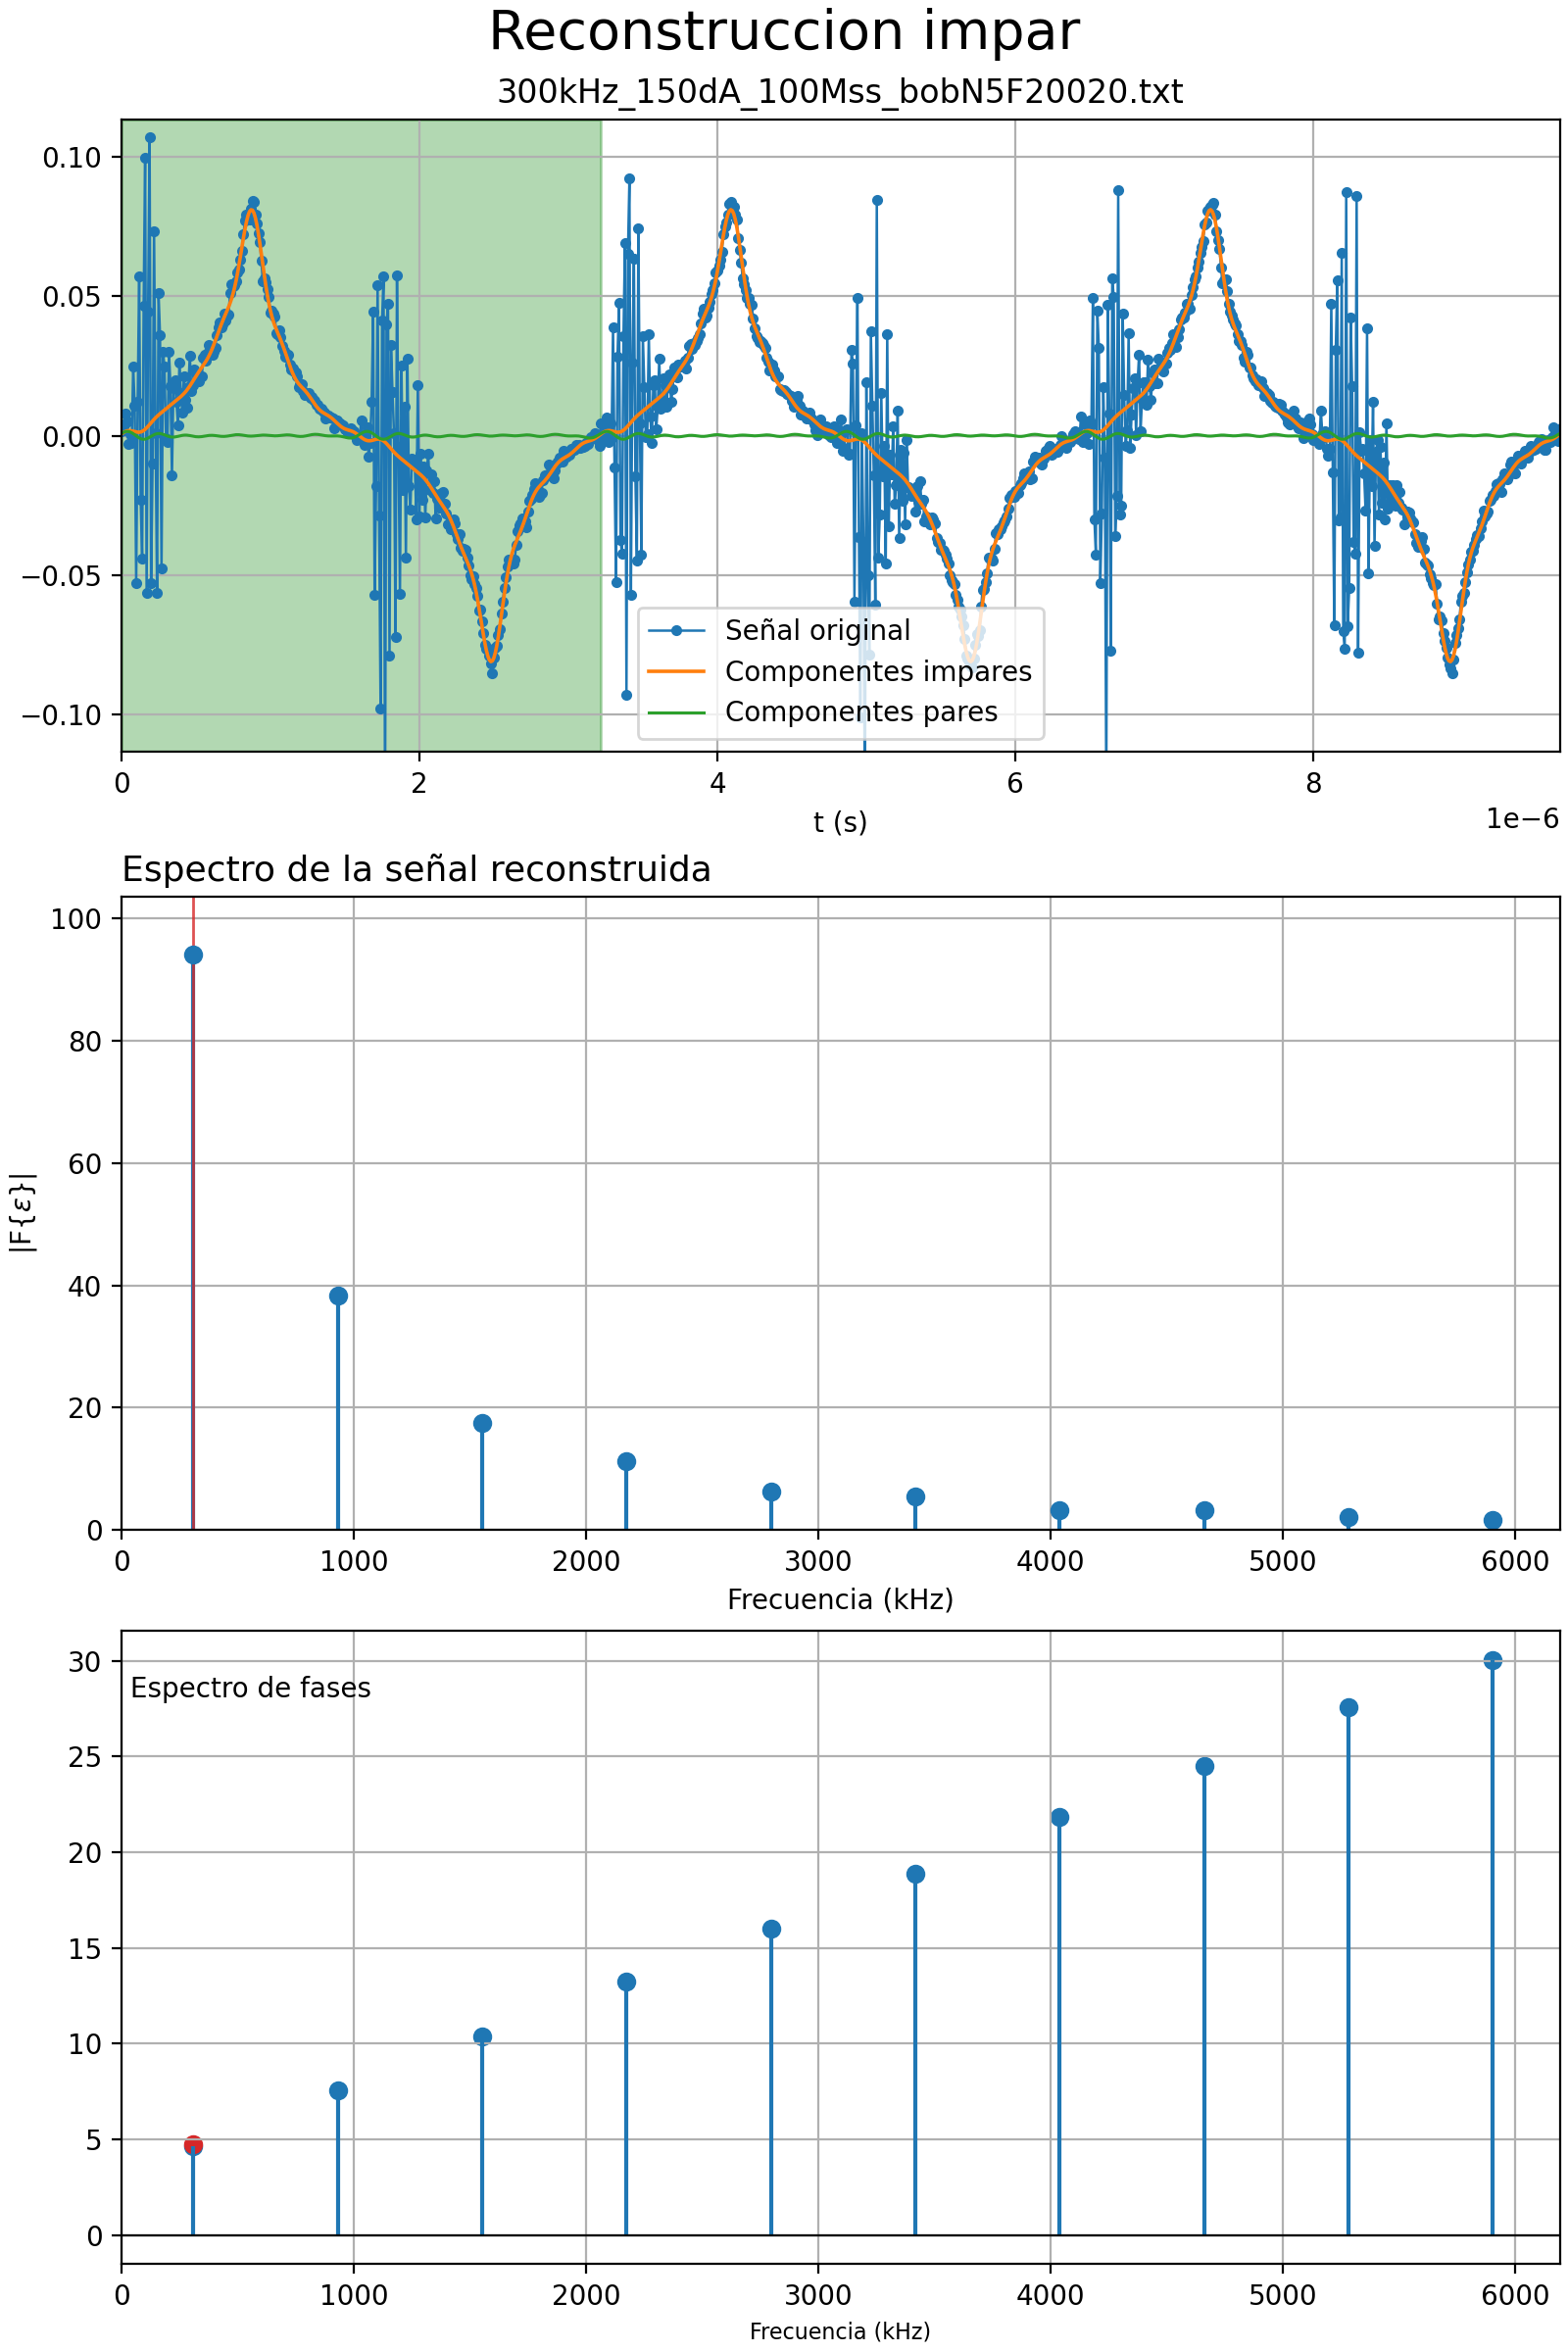 Reconstruccion impar
300kHz_150dA_100Mss_bobN5F20020.txt
0.10
0.05
0.00
−0.05
−0.10
Señal original
Componentes impares
Componentes pares
0 2 4 6 8
t (s)
1e−6
Espectro de la señal reconstruida
100
80
60
40
20
0
|F{ε}|
0 1000 2000 3000 4000 5000 6000
Frecuencia (kHz)
30
Espectro de fases
25
20
15
10
5
0
0 1000 2000 3000 4000 5000 6000
Frecuencia (kHz)